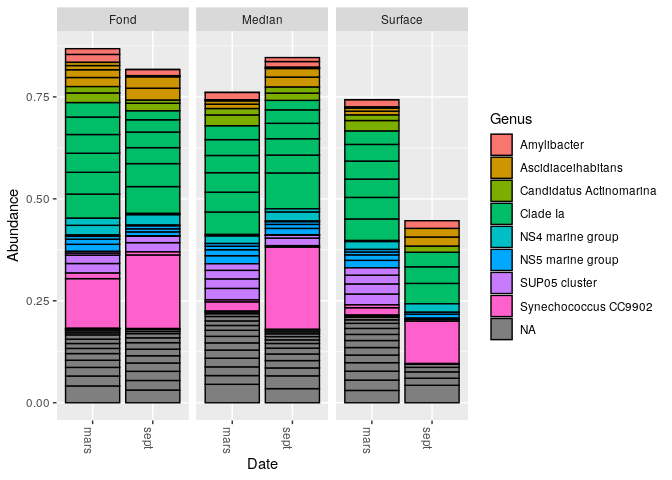 Fond
Median
Surface
Abundance
0.75
0.50
0.25
0.00
mars
sept
mars
sept
mars
sept
Date
Genus
Amylibacter
Ascidiaceihabitans
Candidatus Actinomarina
Clade Ia
NS4 marine group
NS5 marine group
SUP05 cluster
Synechococcus CC9902
NA